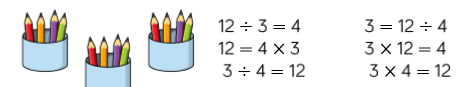 12 ÷ 3 = 4
12 = 4 × 3
3 ÷ 4 = 12
3 = 12 ÷ 4
3 × 12 = 4
3 × 4 = 12